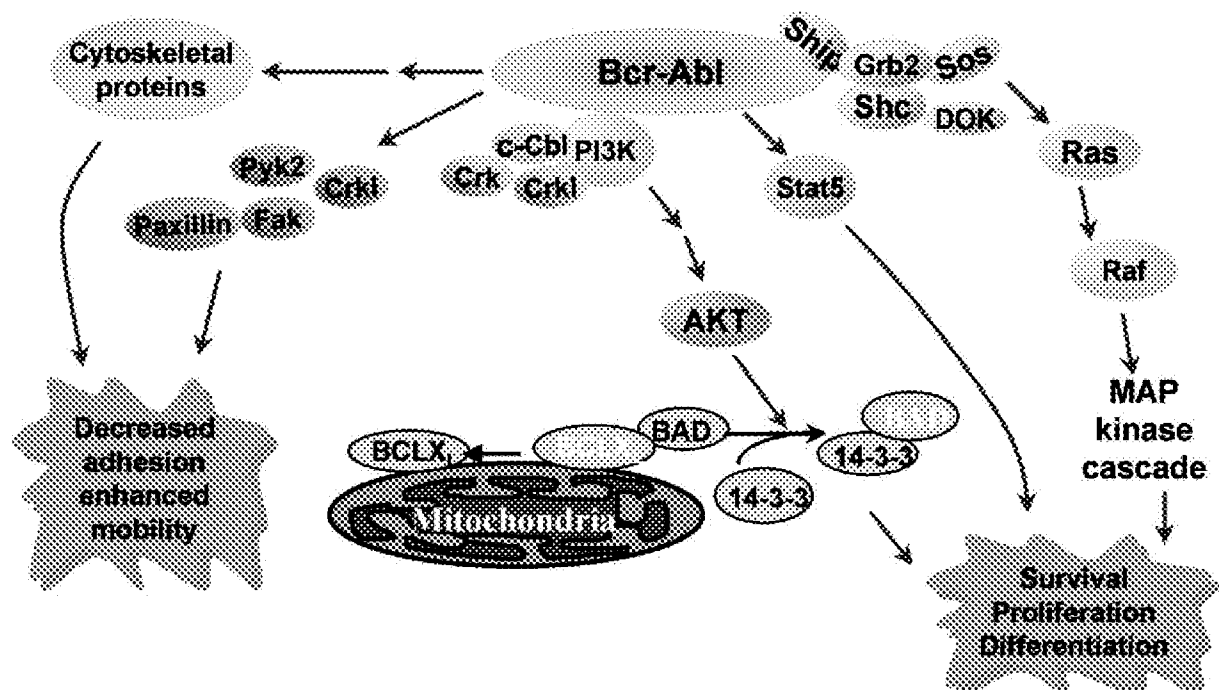 Cytoskeletal
proteins
Bcr-Abl
Ship
Grb2
Sos
Shc
DOK
c-Cbl
PI3K
Crk
Crkl
Pyk2
Crkl
Paxillin
Fak
Stat5
Ras
Raf
AKT
MAP
kinase
cascade
Decreased
adhesion
enhanced
mobility
BCLXL
BAD
14-3-3
14-3-3
Mitochondria
Survival
Proliferation
Differentiation